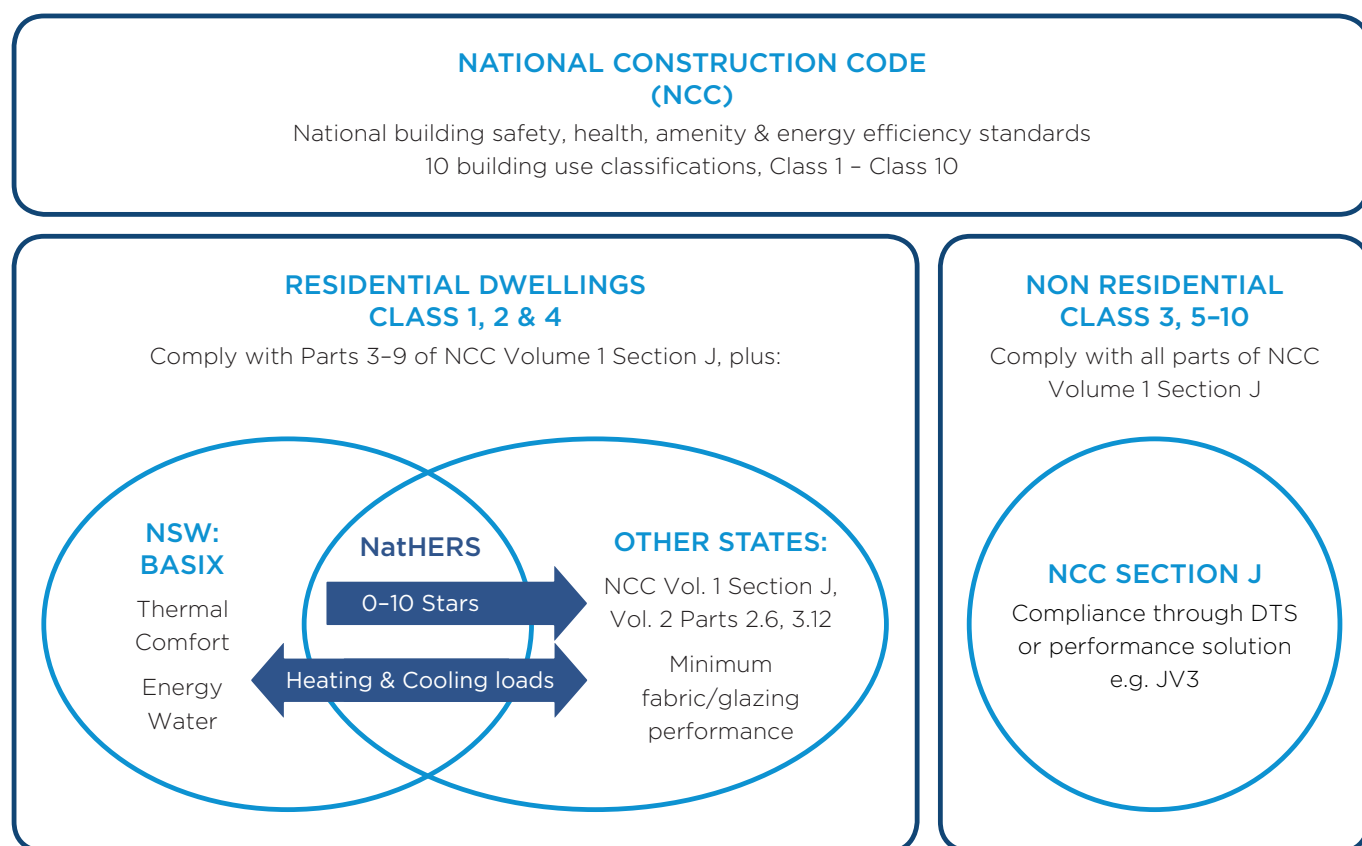 NATIONAL CONSTRUCTION CODE
(NCC)
National building safety, health, amenity & energy efficiency standards
10 building use classifications, Class 1 – Class 10
RESIDENTIAL DWELLINGS
CLASS 1, 2 & 4
Comply with Parts 3–9 of NCC Volume 1 Section J, plus:
NSW:
BASIX
Thermal
Comfort
Energy
Water
NatHERS
0–10 Stars
Heating & Cooling loads
OTHER STATES:
NCC Vol. 1 Section J,
Vol. 2 Parts 2.6, 3.12
Minimum
fabric/glazing
performance
NON RESIDENTIAL
CLASS 3, 5–10
Comply with all parts of NCC
Volume 1 Section J
NCC SECTION J
Compliance through DTS
or performance solution
e.g. JV3